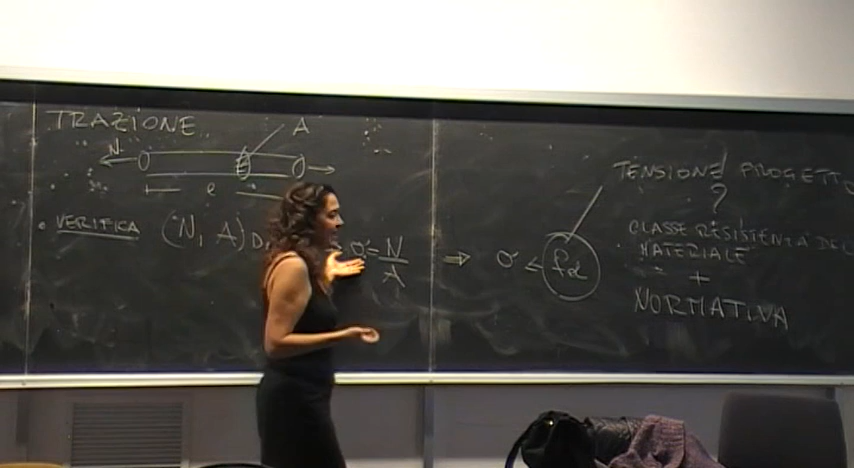 TRAZIONE
A
N
e
• VERIFICA (N, A) σ = N/A ⇒ σ ≤ fd
TENSIONE PROGETTO
?
CLASSE RESISTENZA DEL
MATERIALE
+
NORMATIVA